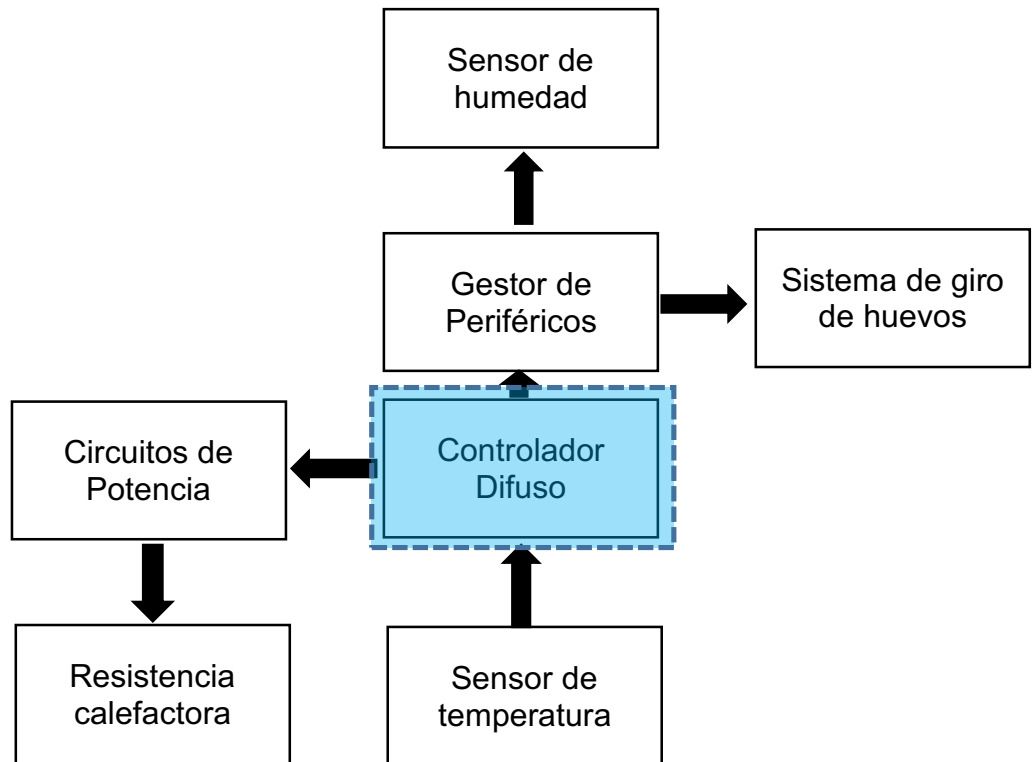 Sensor de
humedad
Gestor de
Periféricos
Sistema de giro
de huevos
Circuitos de
Potencia
Controlador
Difuso
Resistencia
calefactora
Sensor de
temperatura